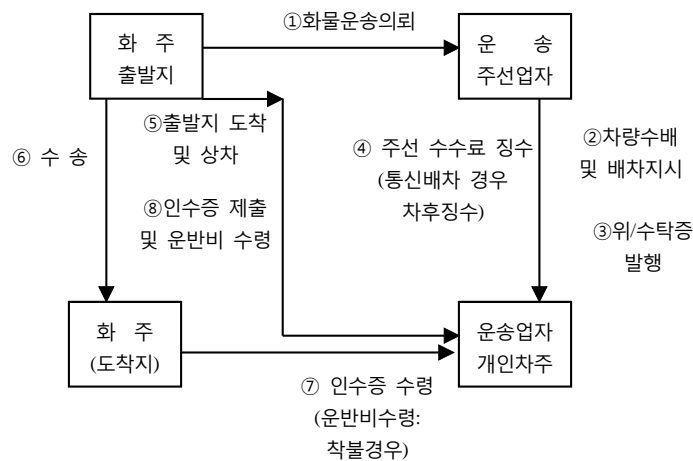 ①화물운송의뢰
화 주
출발지
운 송
주선업자
⑤출발지 도착
및 상차
⑥ 수 송
④ 주선 수수료 징수
(통신배차 경우
차후징수)
②차량수배
및 배차지시
⑧인수증 제출
및 운반비 수령
③위/수탁증
발행
화 주
(도착지)
운송업자
개인차주
⑦ 인수증 수령
(운반비수령:
착불경우)